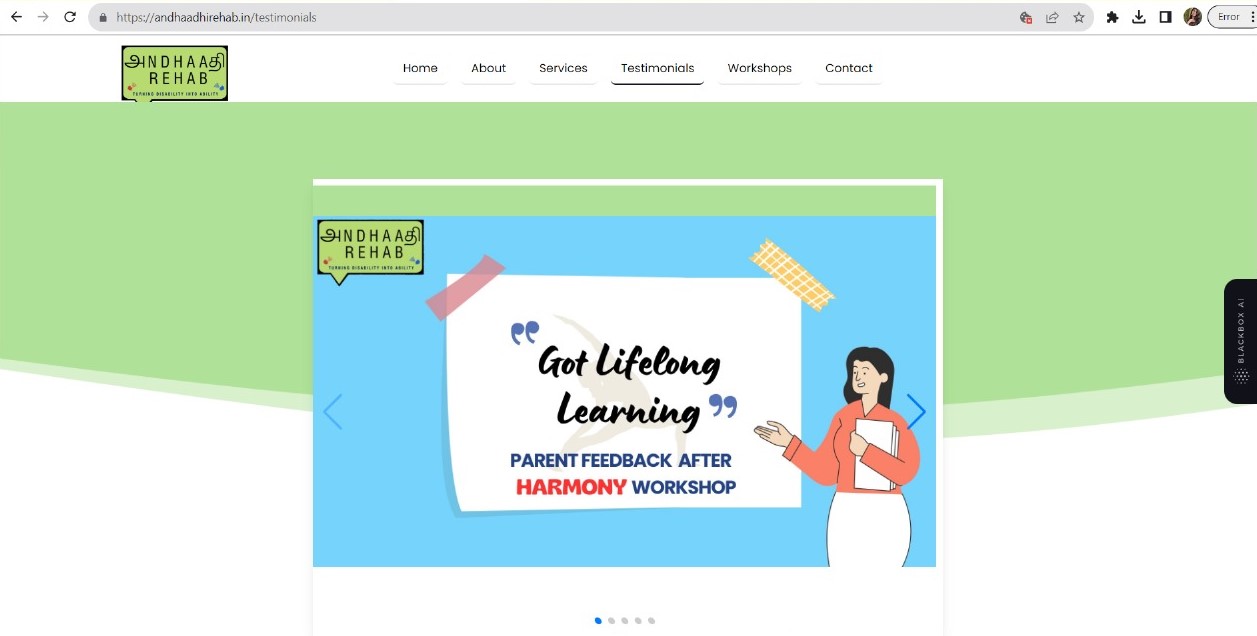 https://andhaadhirehab.in/testimonials
Error
அNDHAAதி
REHAB
TURNING DISABILITY INTO ABILITY
Home About Services Testimonials Workshops Contact
அNDHAAதி
REHAB
TURNING DISABILITY INTO ABILITY
“Got Lifelong
Learning”
PARENT FEEDBACK AFTER
HARMONY WORKSHOP
BLACKBOX AI